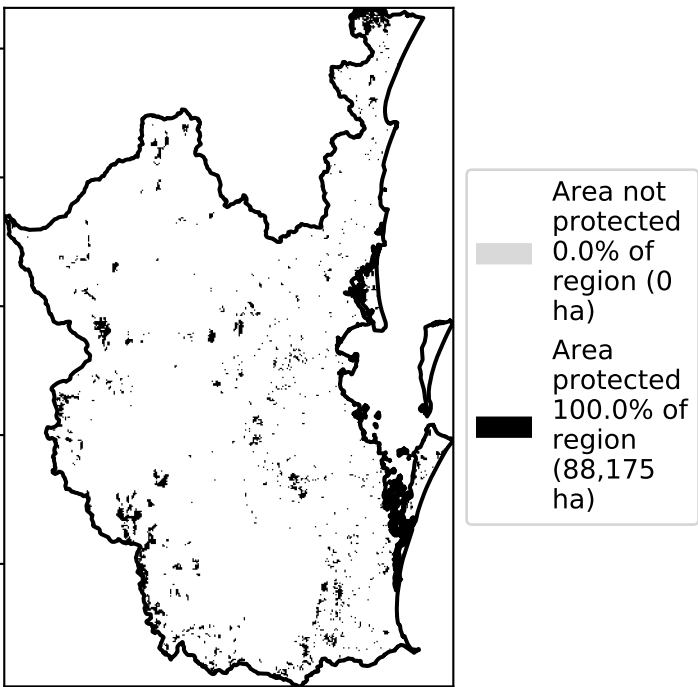 Area not
protected
0.0% of
region (0
ha)
Area
protected
100.0% of
region
(88,175
ha)